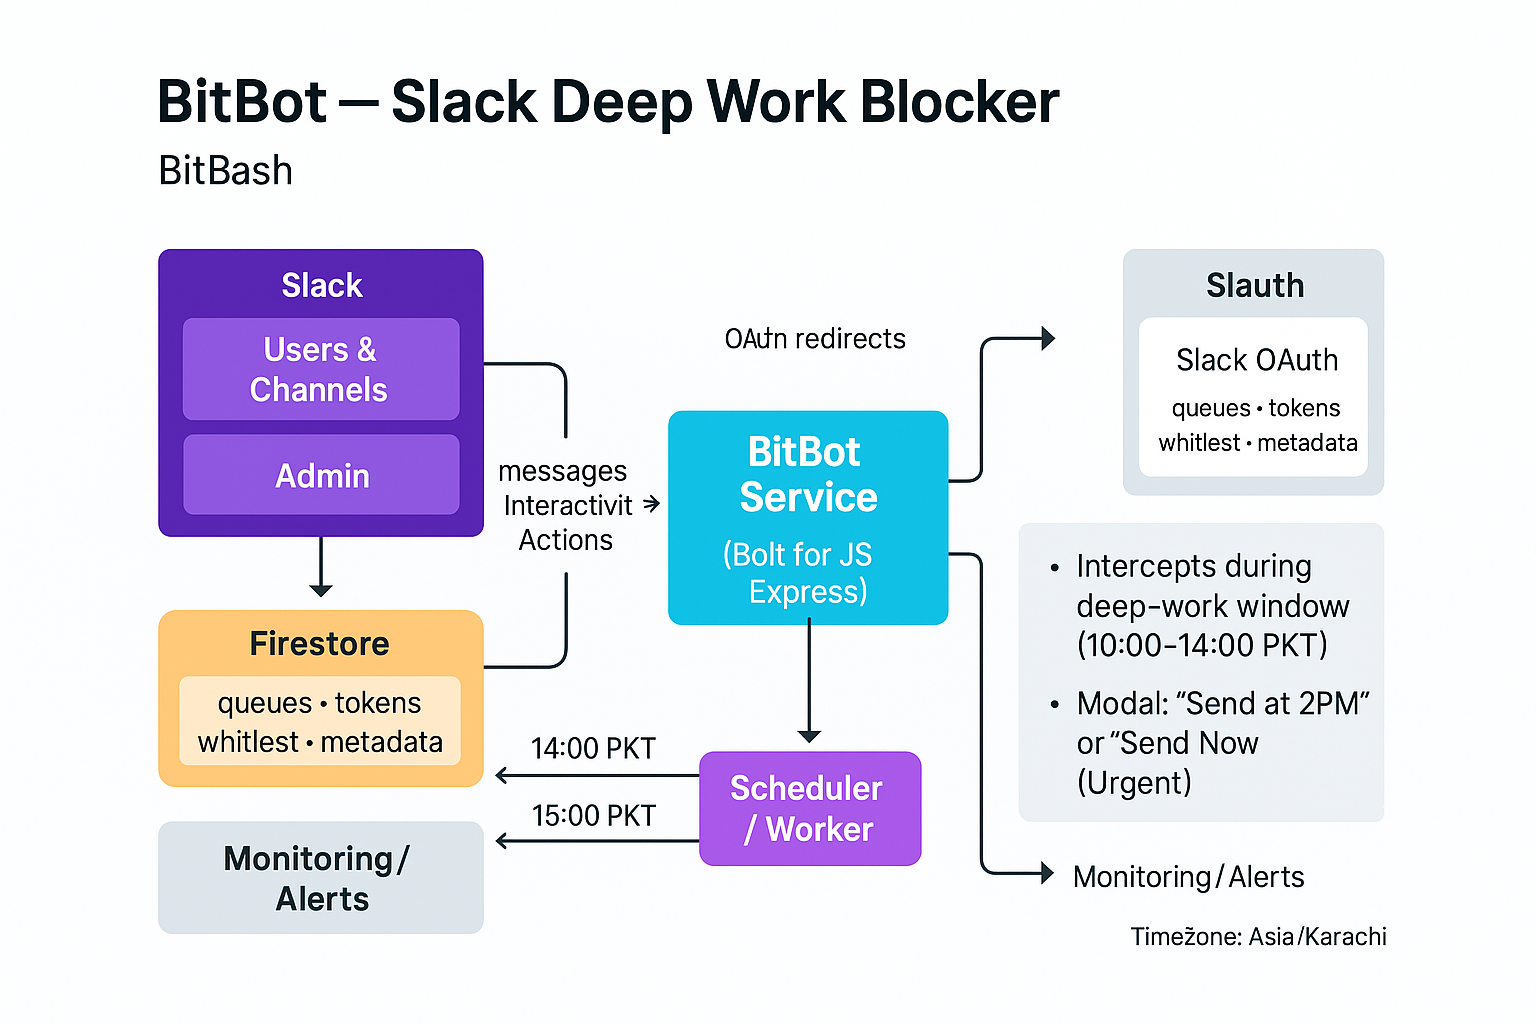 BitBot — Slack Deep Work Blocker
BitBash
Slack
Users &
Channels
Admin
messages
Interactivit
Actions
Firestore
queues • tokens
whitlest • metadata
Monitoring/
Alerts
OAuth redirects
BitBot
Service
(Bolt for JS
Express)
14:00 PKT
15:00 PKT
Scheduler
/ Worker
Slauth
Slack OAuth
queues • tokens
whitlest • metadata
• Intercepts during
deep-work window
(10:00–14:00 PKT)
• Modal: “Send at 2PM”
or “Send Now
(Urgent)
Monitoring/Alerts
Timezone: Asia/Karachi